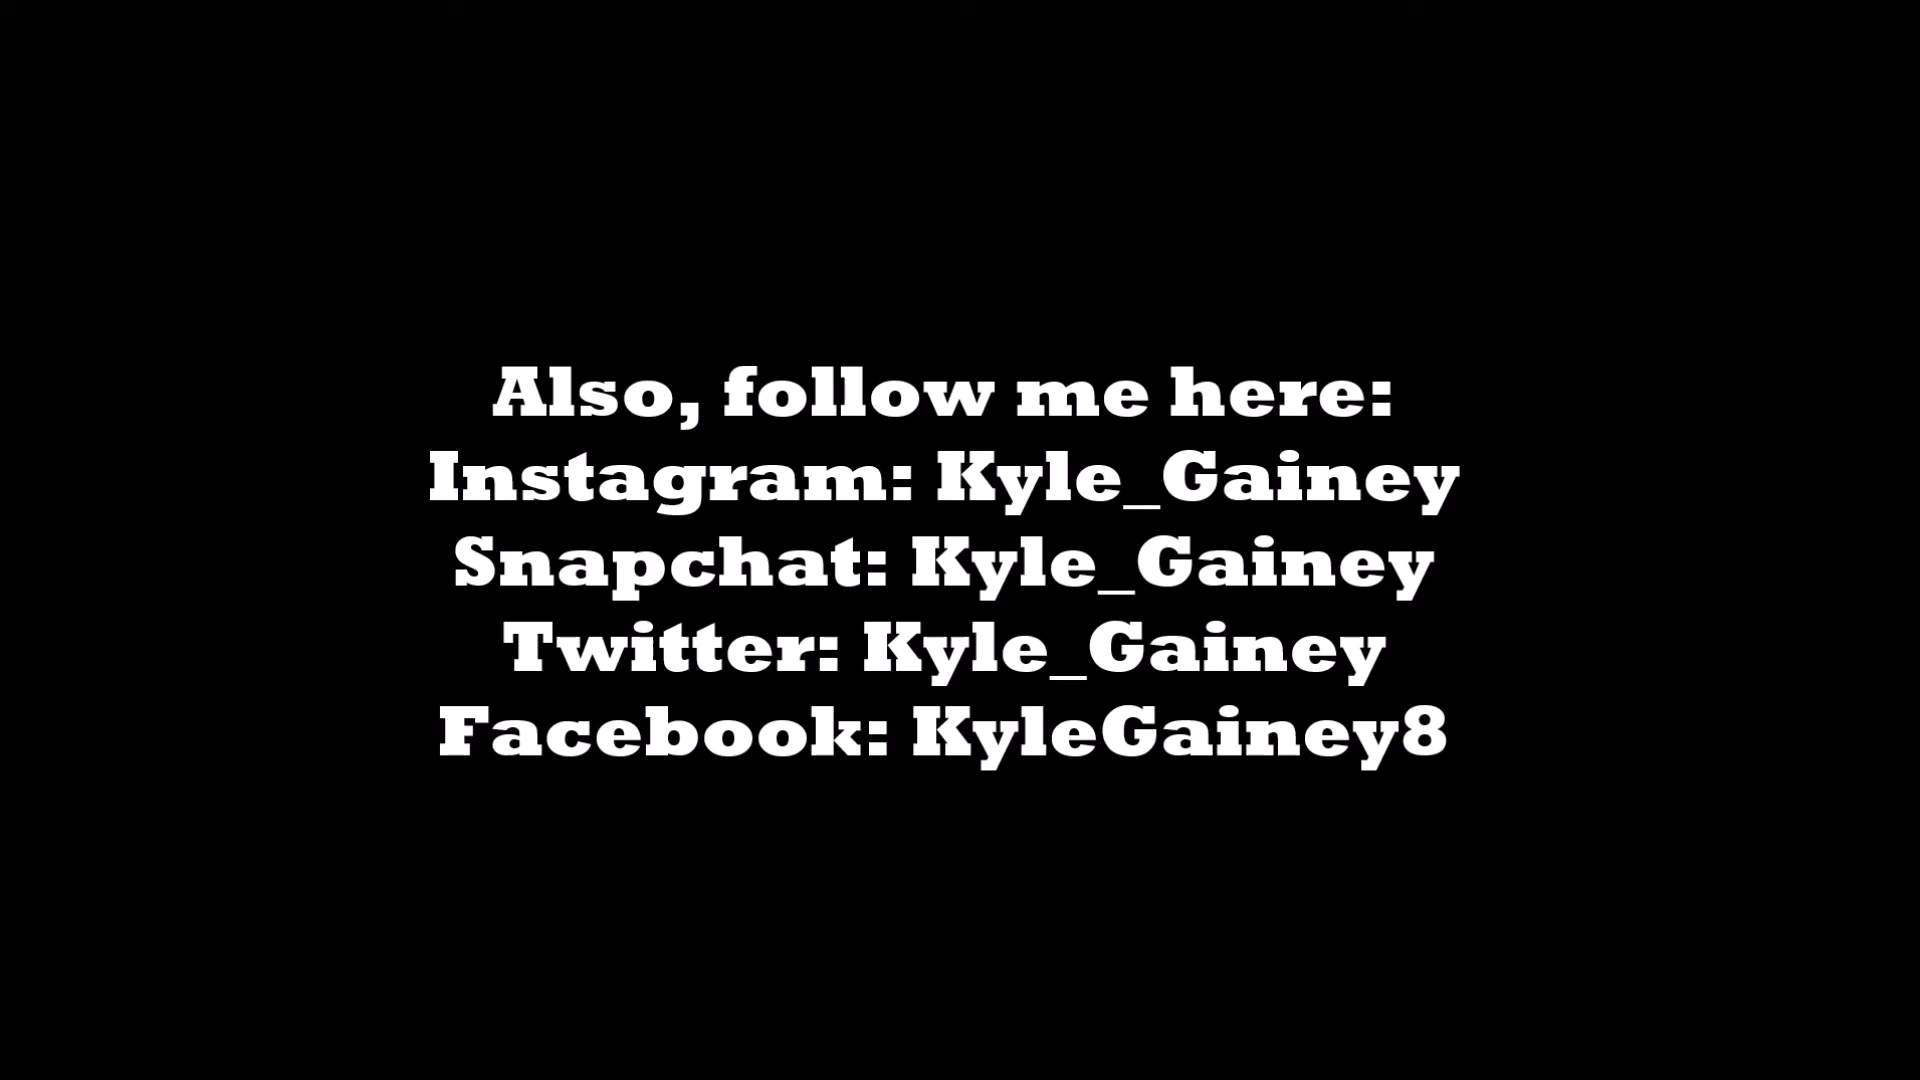 Also, follow me here:
Instagram: Kyle_Gainey
Snapchat: Kyle_Gainey
Twitter: Kyle_Gainey
Facebook: KyleGainey8